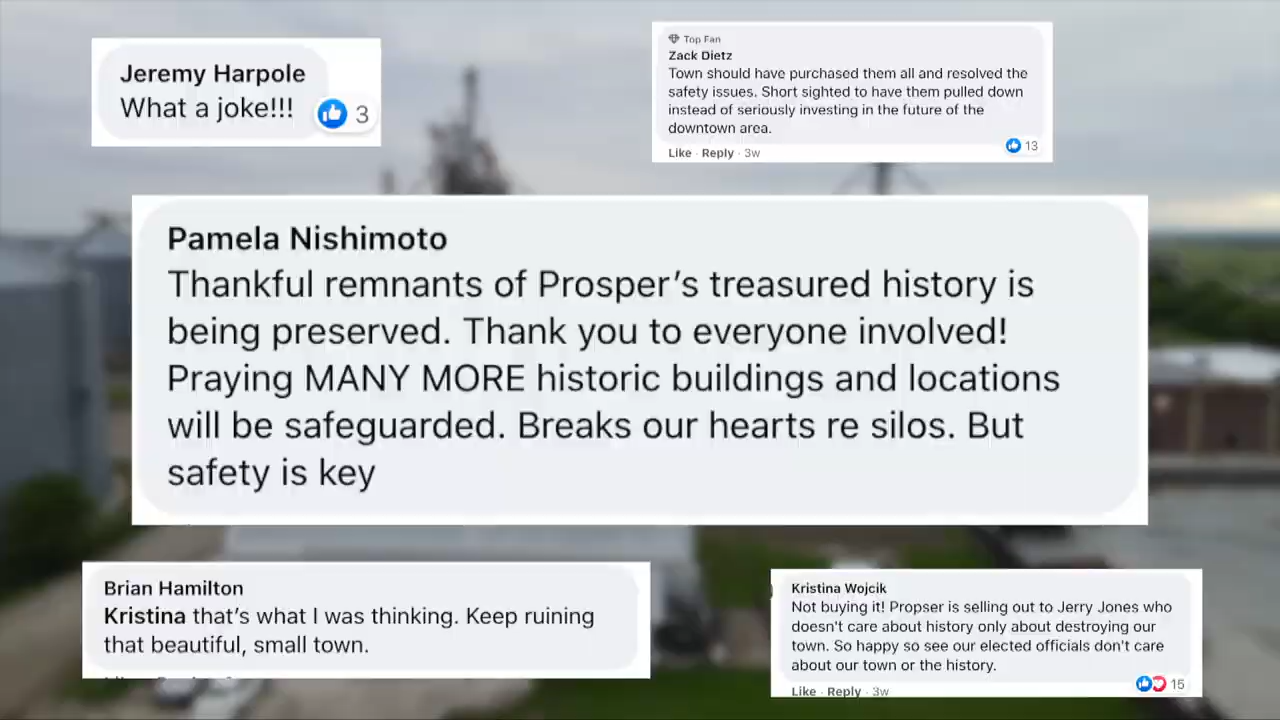 Jeremy Harpole
What a joke!!!
3
Top Fan
Zack Dietz
Town should have purchased them all and resolved the
safety issues. Short sighted to have them pulled down
instead of seriously investing in the future of the
downtown area.
Like · Reply · 3w
13
Pamela Nishimoto
Thankful remnants of Prosper's treasured history is
being preserved. Thank you to everyone involved!
Praying MANY MORE historic buildings and locations
will be safeguarded. Breaks our hearts re silos. But
safety is key
Brian Hamilton
Kristina that's what I was thinking. Keep ruining
that beautiful, small town.
Kristina Wojcik
Not buying it! Propser is selling out to Jerry Jones who
doesn't care about history only about destroying our
town. So happy so see our elected officials don't care
about our town or the history.
Like · Reply · 3w
15